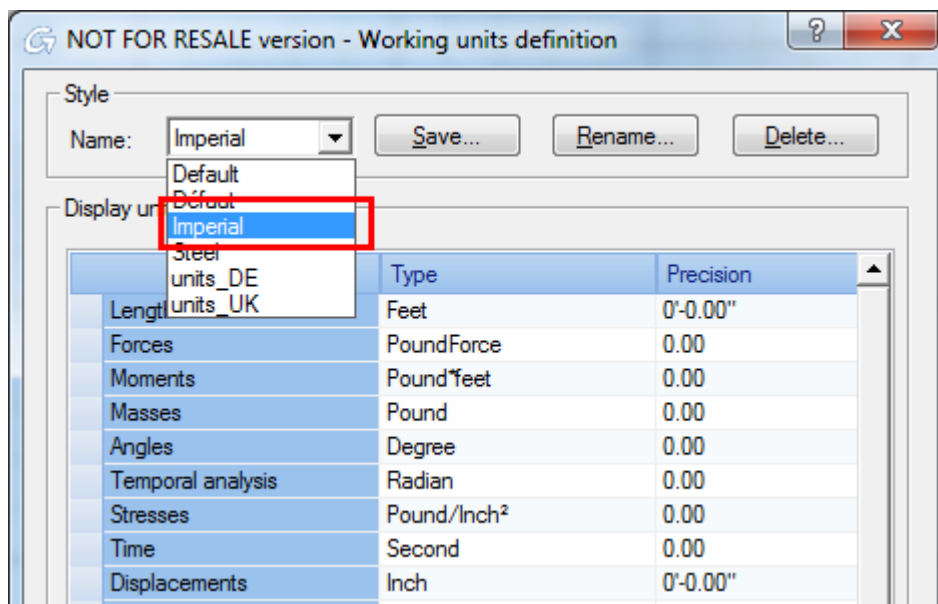 NOT FOR RESALE version - Working units definition
Style
Name: Imperial Save... Rename... Delete...
Default
Défaut
Imperial
Steel
units_DE
units_UK
Display un
Type Precision
Lengt Feet 0'-0.00"
Forces PoundForce 0.00
Moments Pound*feet 0.00
Masses Pound 0.00
Angles Degree 0.00
Temporal analysis Radian 0.00
Stresses Pound/Inch² 0.00
Time Second 0.00
Displacements Inch 0'-0.00"